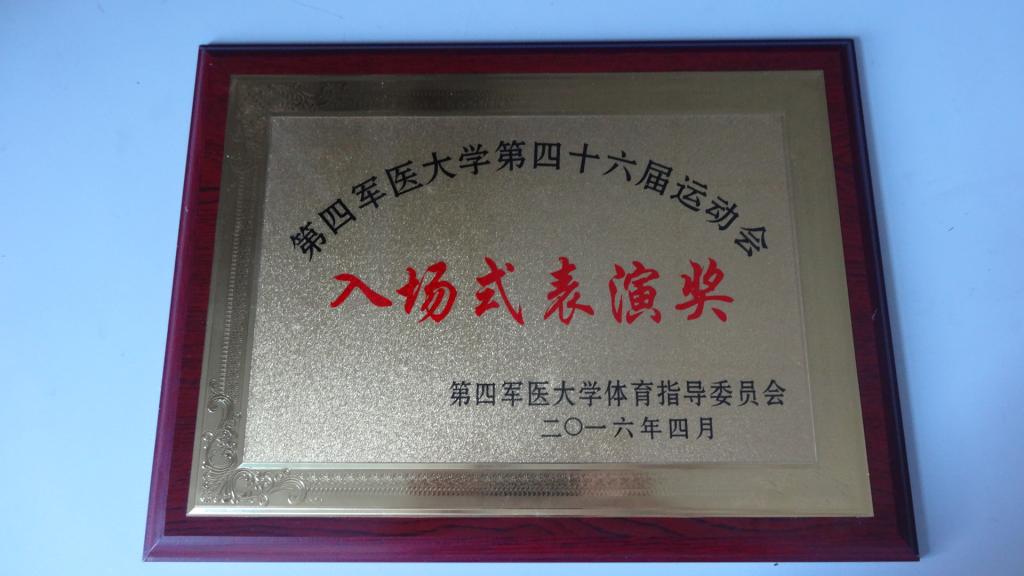 第四军医大学第四十六届运动会
入场式表演奖
第四军医大学体育指导委员会
二〇一六年四月